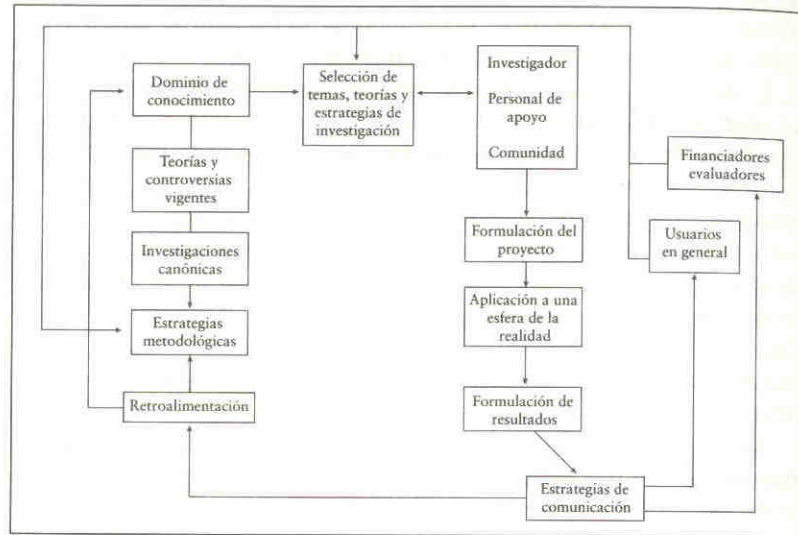 Dominio de
conocimiento
Selección de
temas, teorías y
estrategias de
investigación
Investigador
Personal de
apoyo
Comunidad
Teorías y
controversias
vigentes
Financiadores
evaluadores
Investigaciones
canónicas
Formulación del
proyecto
Usuarios
en general
Estrategias
metodológicas
Aplicación a una
esfera de la
realidad
Retroalimentación
Formulación de
resultados
Estrategias de
comunicación